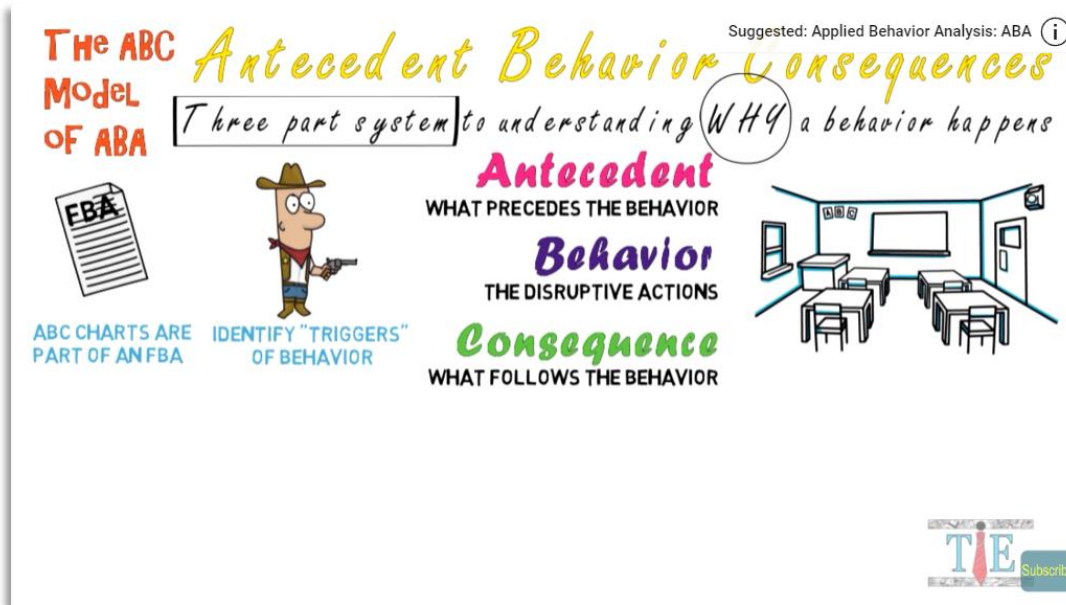 THE ABC
MODEL
OF ABA
Antecedent Behavior Consequences
Suggested: Applied Behavior Analysis: ABA
Three part system to understanding WHY a behavior happens
FBA
ABC CHARTS ARE
PART OF AN FBA
IDENTIFY "TRIGGERS"
OF BEHAVIOR
Antecedent
WHAT PRECEDES THE BEHAVIOR
Behavior
THE DISRUPTIVE ACTIONS
Consequence
WHAT FOLLOWS THE BEHAVIOR
A B C
TIE
Subscrib